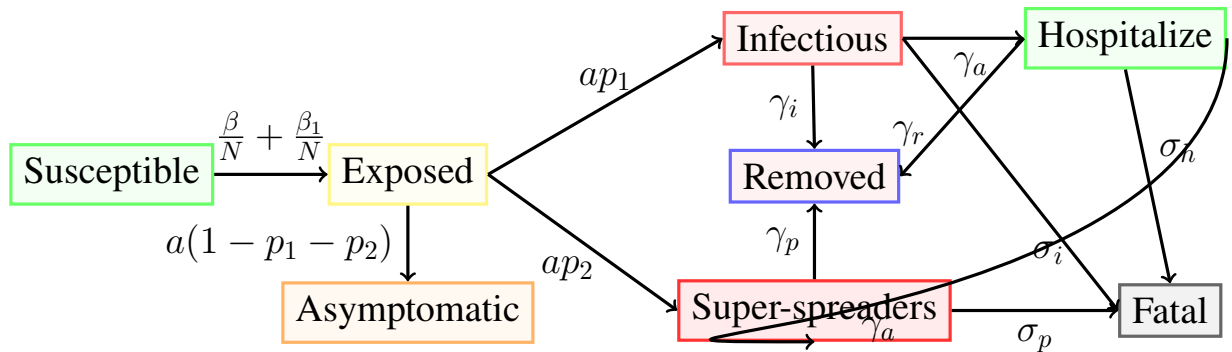 Infectious
Hospitalize
ap₁
γₐ
γᵢ
γᵣ
β/N + β₁/N
σₕ
Susceptible
Exposed
Removed
a(1 − p₁ − p₂)
γₚ
ap₂
σᵢ
Asymptomatic
Super-spreaders
Fatal
γₐ
σₚ